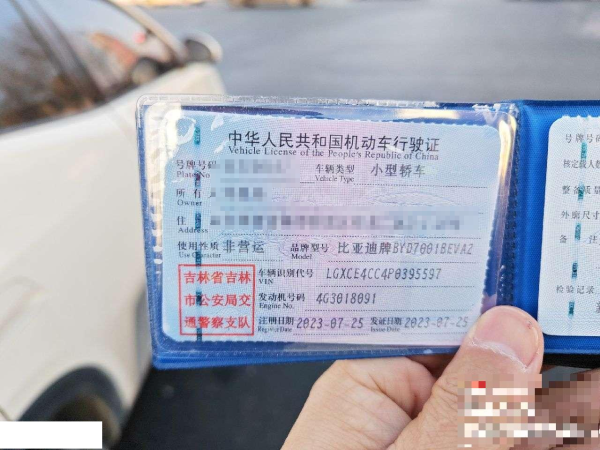 中华人民共和国机动车行驶证
Vehicle License of the People's Republic of China
号牌号码 车辆类型 小型轿车
Plate No. Vehicle Type
所有人
Owner
住
使用性质 非营运 品牌型号 比亚迪牌BYD7001BEVA2
Use Character Model
吉林省吉林
市公安局交
通警察支队
车辆识别代号 LGXCE4CC4P0395597
VIN
发动机号码 4G3018091
Engine No.
注册日期 2023-07-25 发证日期 2023-07-25
Register Date Issue Date
号牌号码
核定载人数
整备质量
外廓尺寸
备 注
检验记录